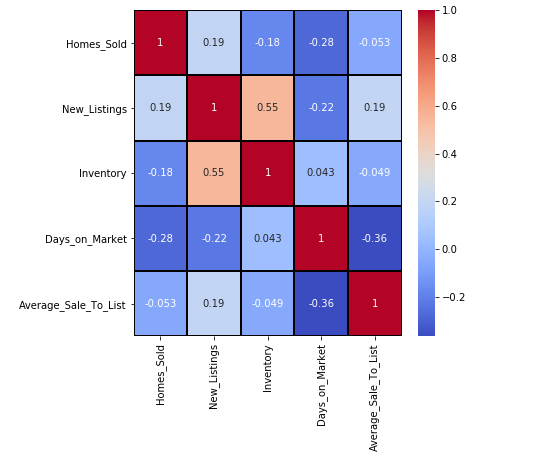 Homes_Sold 1 0.19 -0.18 -0.28 -0.053
New_Listings 0.19 1 0.55 -0.22 0.19
Inventory -0.18 0.55 1 0.043 -0.049
Days_on_Market -0.28 -0.22 0.043 1 -0.36
Average_Sale_To_List -0.053 0.19 -0.049 -0.36 1
Homes_Sold
New_Listings
Inventory
Days_on_Market
Average_Sale_To_List
1.0
0.8
0.6
0.4
0.2
0.0
−0.2